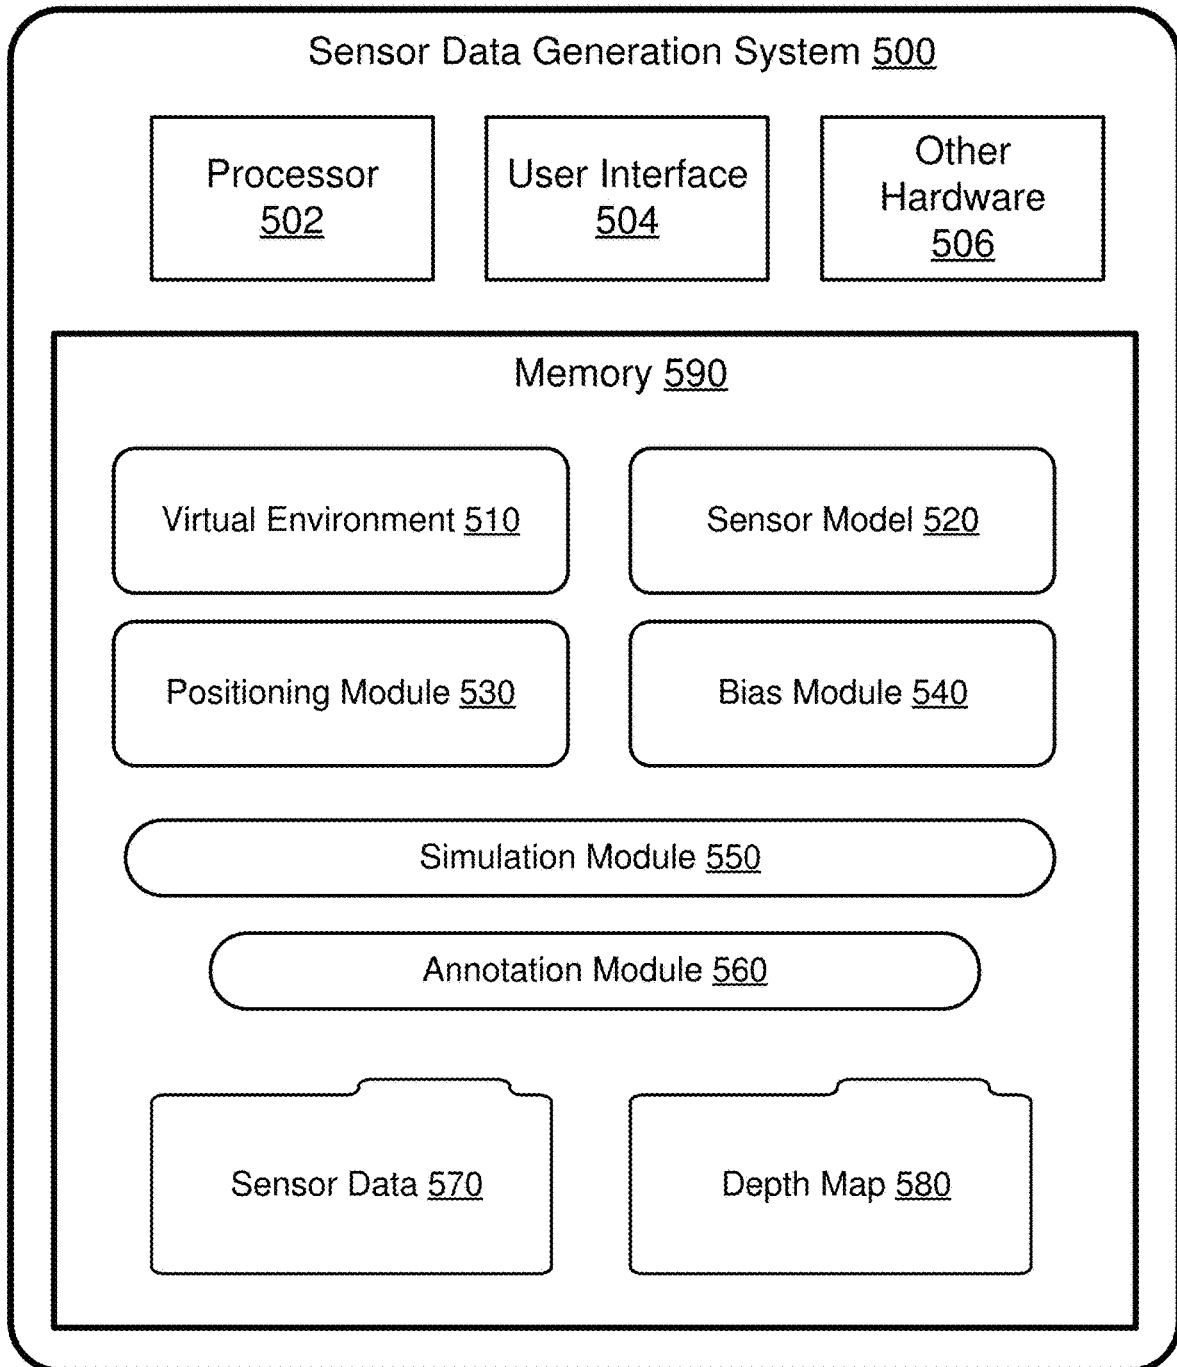 Sensor Data Generation System 500
Processor
502
User Interface
504
Other
Hardware
506
Memory 590
Virtual Environment 510
Sensor Model 520
Positioning Module 530
Bias Module 540
Simulation Module 550
Annotation Module 560
Sensor Data 570
Depth Map 580